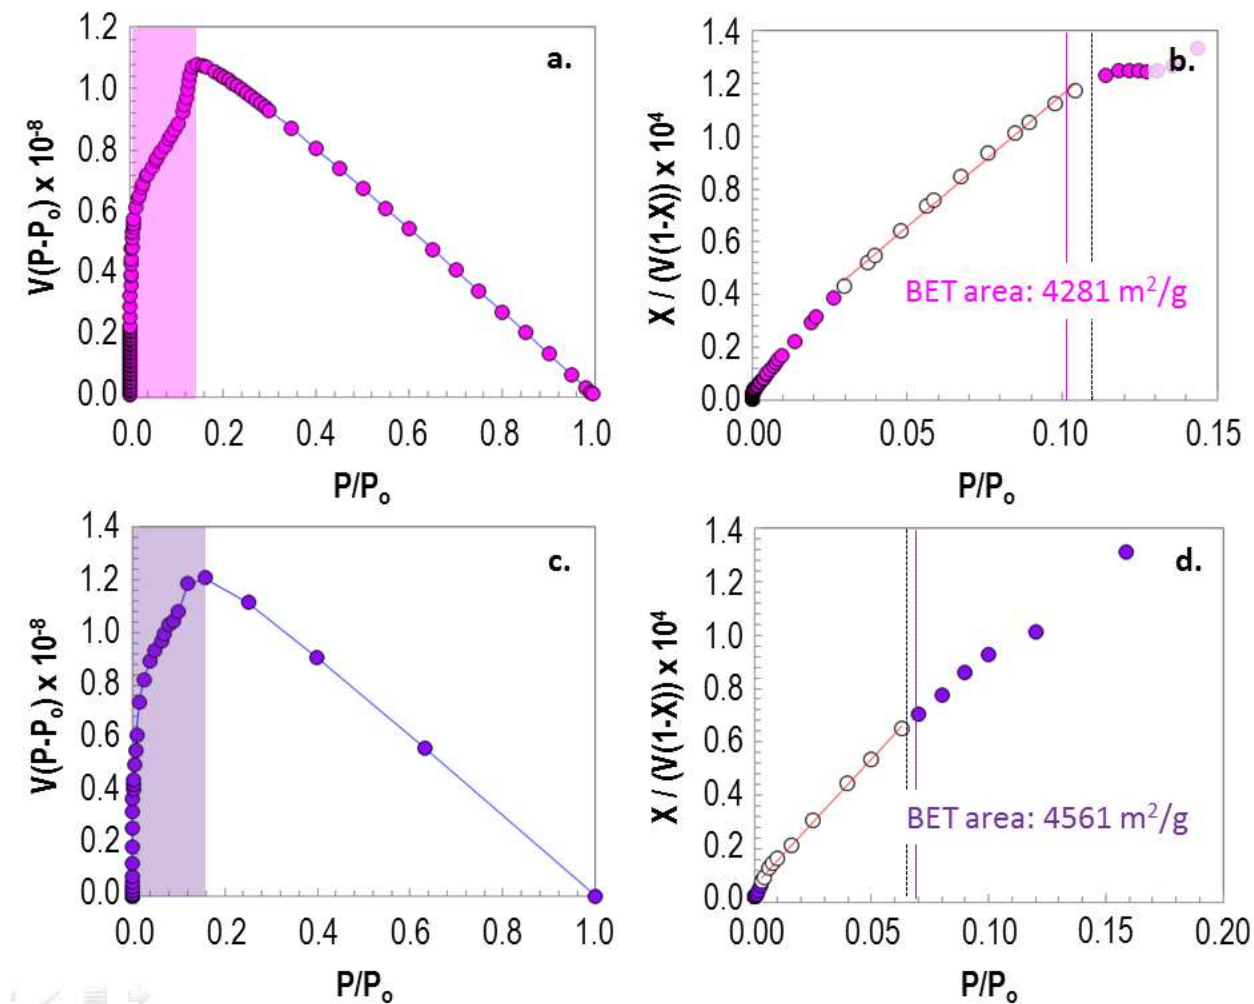 a.
V(P-Pₒ) x 10⁻⁸
1.2
1.0
0.8
0.6
0.4
0.2
0.0
0.0 0.2 0.4 0.6 0.8 1.0
P/Pₒ
b.
X / (V(1-X)) x 10⁴
1.4
1.2
1.0
0.8
0.6
0.4
0.2
0.0
BET area: 4281 m²/g
0.00 0.05 0.10 0.15
P/Pₒ
c.
V(P-Pₒ) x 10⁻⁸
1.4
1.2
1.0
0.8
0.6
0.4
0.2
0.0
0.0 0.2 0.4 0.6 0.8 1.0
P/Pₒ
d.
X / (V(1-X)) x 10⁴
1.4
1.2
1.0
0.8
0.6
0.4
0.2
0.0
BET area: 4561 m²/g
0.00 0.05 0.10 0.15 0.20
P/Pₒ